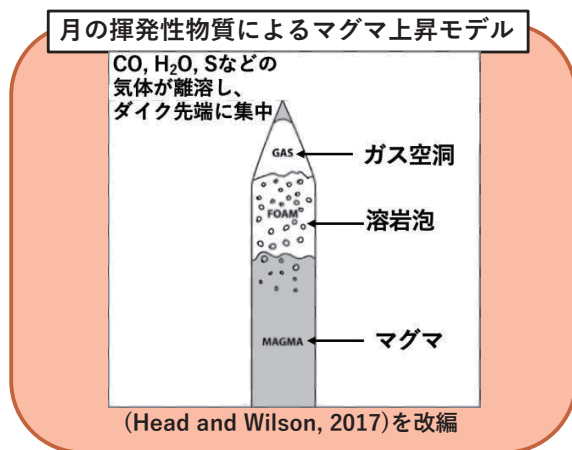 月の揮発性物質によるマグマ上昇モデル
CO, H₂O, Sなどの
気体が離溶し、
ダイク先端に集中
GAS
ガス空洞
FOAM
溶岩泡
MAGMA
マグマ
(Head and Wilson, 2017)を改編